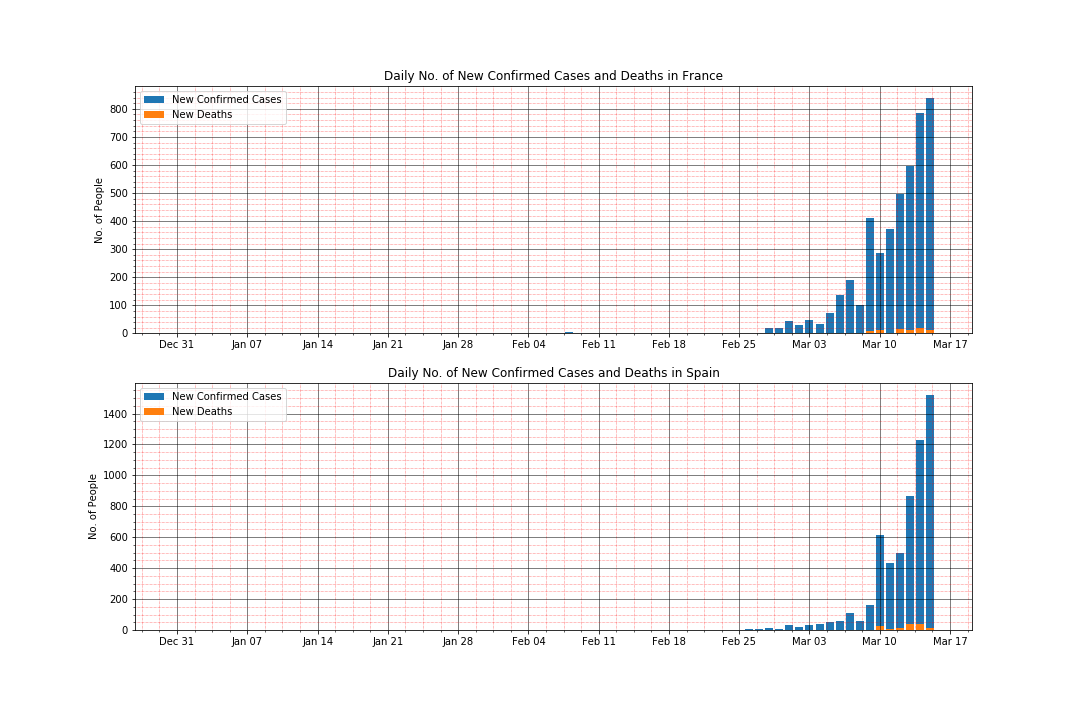 Daily No. of New Confirmed Cases and Deaths in France
New Confirmed Cases
New Deaths
No. of People
800
700
600
500
400
300
200
100
0
Dec 31 Jan 07 Jan 14 Jan 21 Jan 28 Feb 04 Feb 11 Feb 18 Feb 25 Mar 03 Mar 10 Mar 17
Daily No. of New Confirmed Cases and Deaths in Spain
New Confirmed Cases
New Deaths
No. of People
1400
1200
1000
800
600
400
200
0
Dec 31 Jan 07 Jan 14 Jan 21 Jan 28 Feb 04 Feb 11 Feb 18 Feb 25 Mar 03 Mar 10 Mar 17